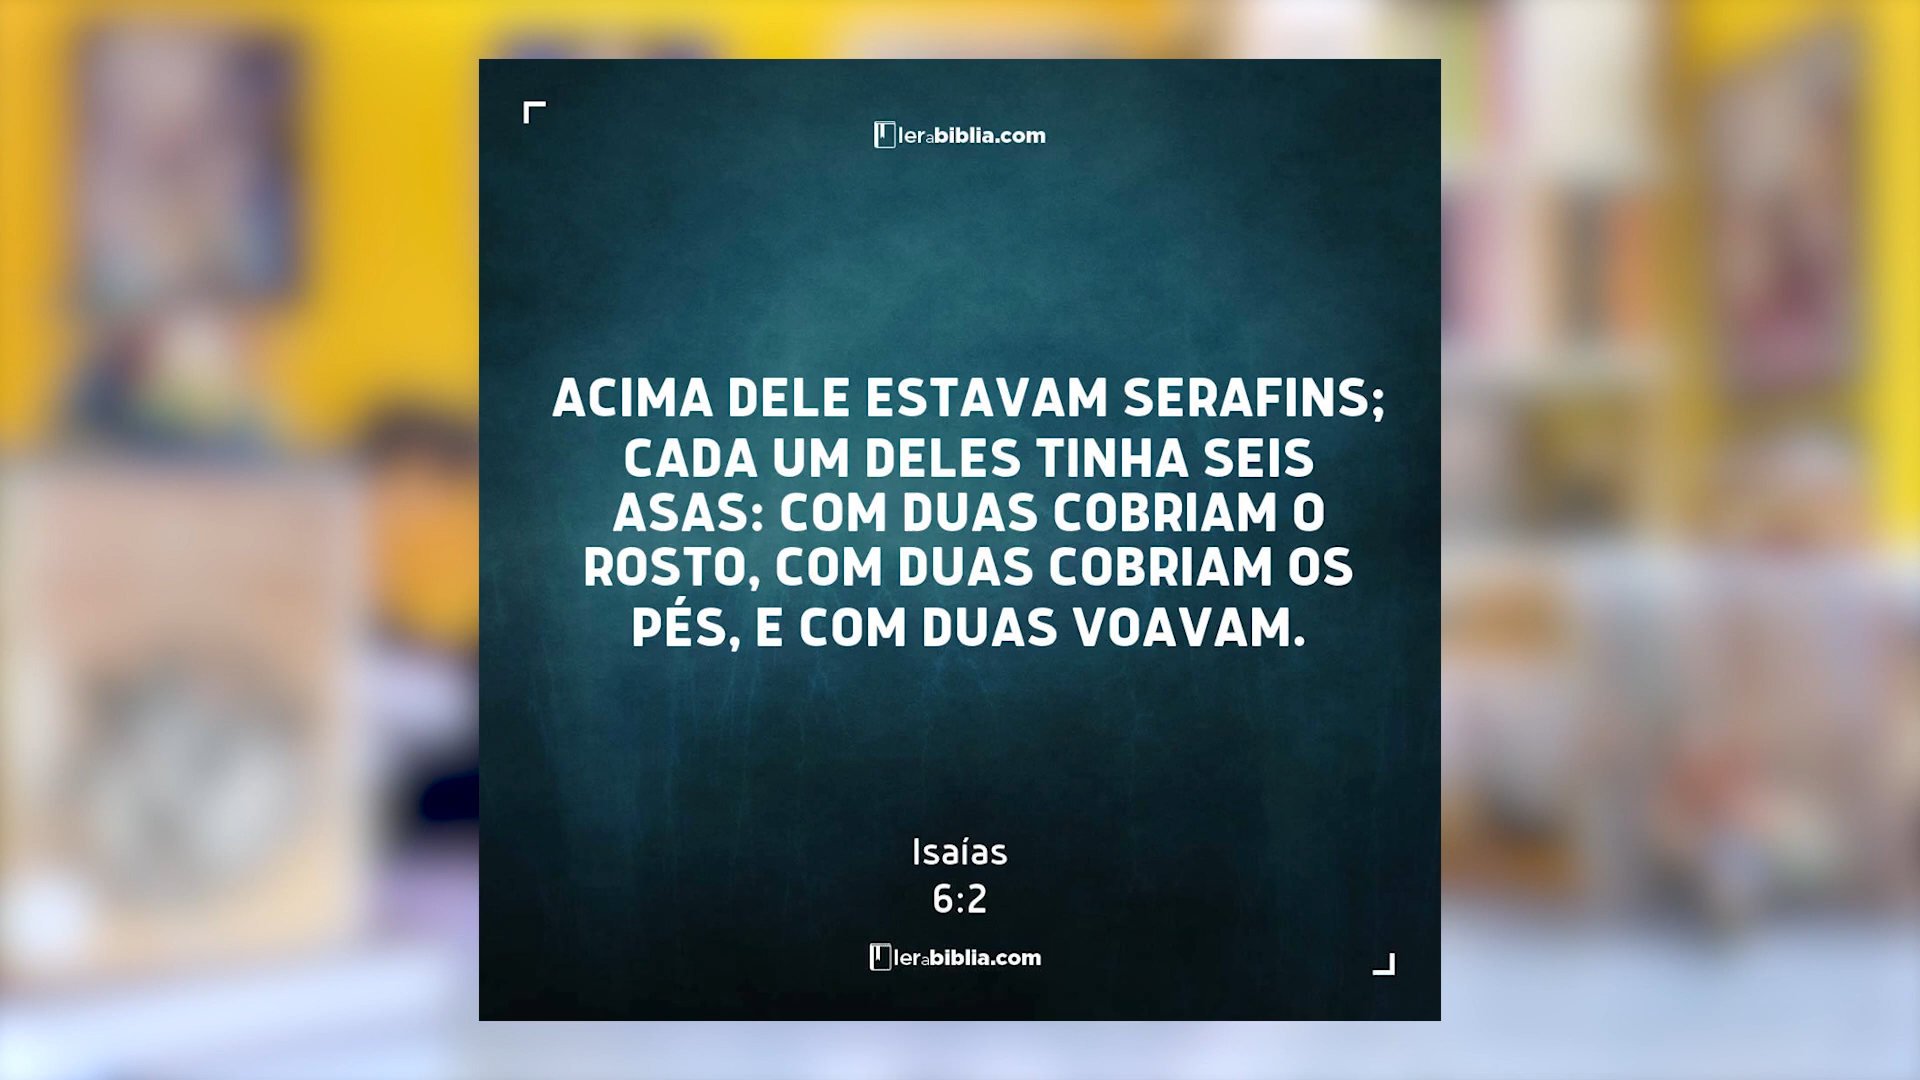 lerabiblia.com
ACIMA DELE ESTAVAM SERAFINS;
CADA UM DELES TINHA SEIS
ASAS: COM DUAS COBRIAM O
ROSTO, COM DUAS COBRIAM OS
PÉS, E COM DUAS VOAVAM.
Isaías
6:2
lerabiblia.com